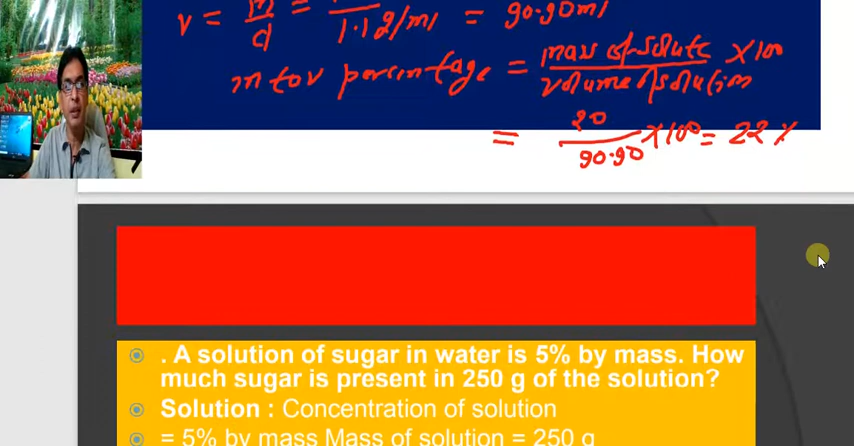 v = m/d = 1.1g/ml = 90.90ml
m to v percentage = mass of solute / volume of solution × 100
= 20 / 90.90 × 100 = 22 %
. A solution of sugar in water is 5% by mass. How
much sugar is present in 250 g of the solution?
Solution : Concentration of solution
= 5% by mass Mass of solution = 250 g